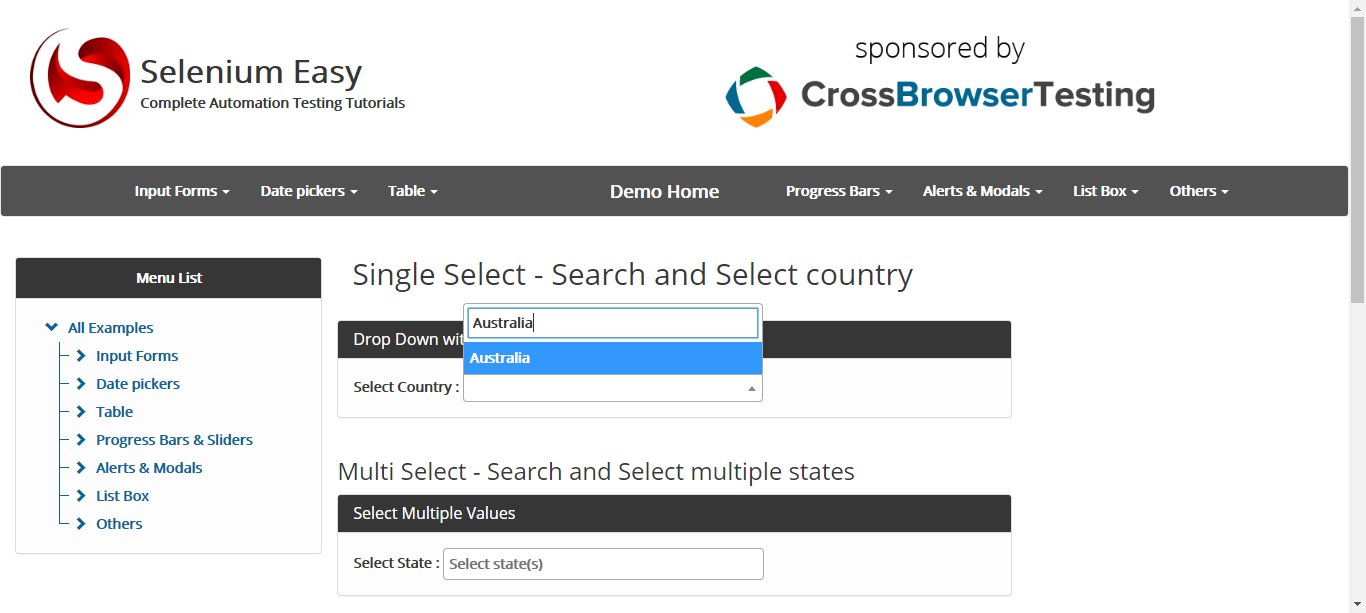 Selenium Easy
Complete Automation Testing Tutorials
sponsored by
CrossBrowserTesting
Input Forms Date pickers Table Demo Home Progress Bars Alerts & Modals List Box Others
Menu List
All Examples
Input Forms
Date pickers
Table
Progress Bars & Sliders
Alerts & Modals
List Box
Others
Single Select - Search and Select country
Australia
Drop Down wit
Australia
Select Country :
Multi Select - Search and Select multiple states
Select Multiple Values
Select State : Select state(s)